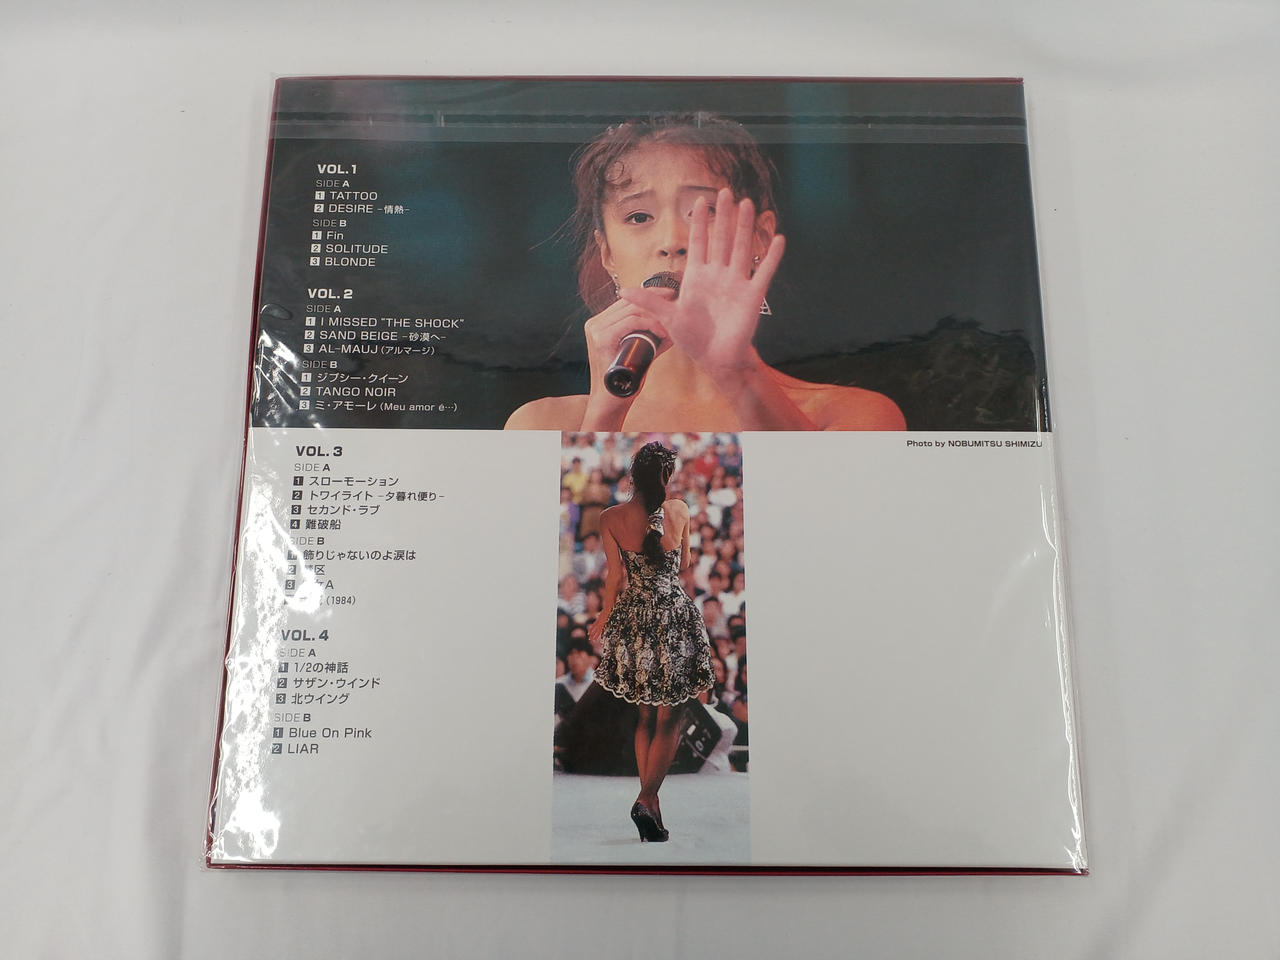 VOL.1
SIDE A
1 TATTOO
2 DESIRE -情熱-
SIDE B
1 Fin
2 SOLITUDE
3 BLONDE
VOL.2
SIDE A
1 I MISSED "THE SHOCK"
2 SAND BEIGE -砂漠へ-
3 AL-MAUJ (アルマージ)
SIDE B
1 ジプシー・クイーン
2 TANGO NOIR
3 ミ・アモーレ (Meu amor é…)
Photo by NOBUMITSU SHIMIZU
VOL.3
SIDE A
1 スローモーション
2 トワイライト -夕暮れ便り-
3 セカンド・ラブ
4 難破船
SIDE B
1 飾りじゃないのよ涙は
2 区
3 A
(1984)
VOL.4
SIDE A
1 1/2の神話
2 サザン・ウインド
3 北ウイング
SIDE B
1 Blue On Pink
2 LIAR